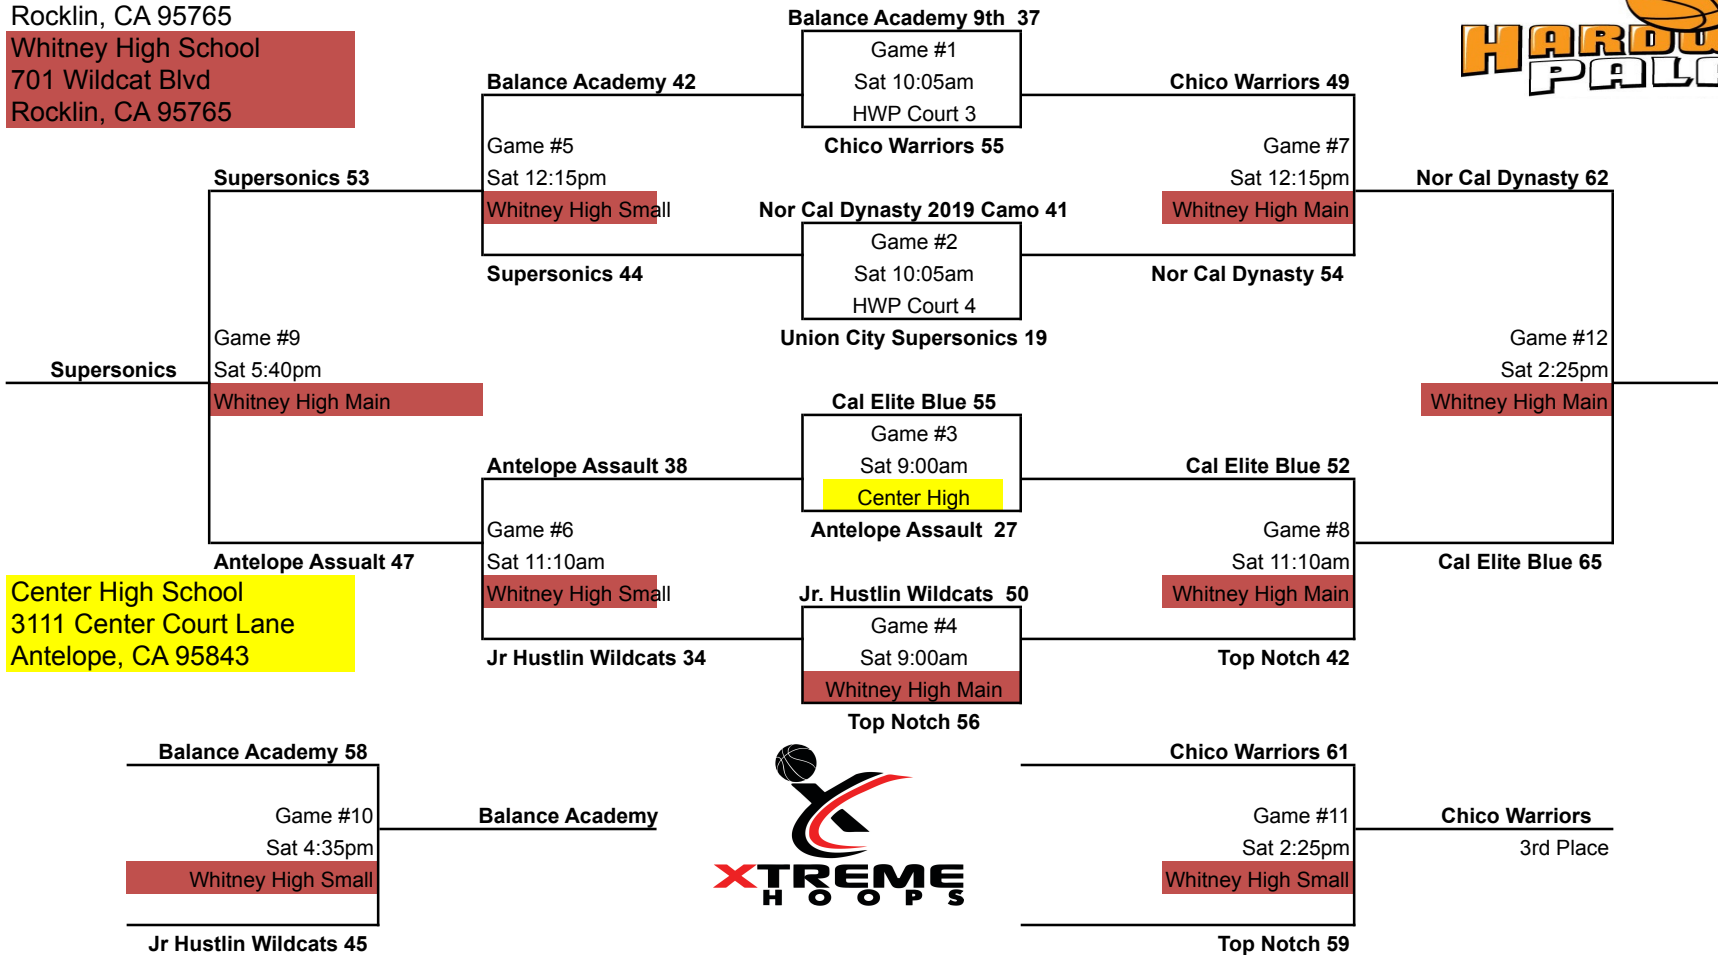 Rocklin, CA 95765
Whitney High School
701 Wildcat Blvd
Rocklin, CA 95765
Balance Academy 9th 37
Game #1
Sat 10:05am
HWP Court 3
Chico Warriors 55
Balance Academy 42
Game #5
Sat 12:15pm
Whitney High Small
Supersonics 44
Chico Warriors 49
Game #7
Sat 12:15pm
Whitney High Main
Nor Cal Dynasty 54
Supersonics 53
Nor Cal Dynasty 62
Nor Cal Dynasty 2019 Camo 41
Game #2
Sat 10:05am
HWP Court 4
Union City Supersonics 19
Supersonics
Game #9
Sat 5:40pm
Whitney High Main
Antelope Assualt 47
Game #12
Sat 2:25pm
Whitney High Main
Cal Elite Blue 65
Cal Elite Blue 55
Game #3
Sat 9:00am
Center High
Antelope Assault 27
Antelope Assault 38
Game #6
Sat 11:10am
Whitney High Small
Jr Hustlin Wildcats 34
Cal Elite Blue 52
Game #8
Sat 11:10am
Whitney High Main
Top Notch 42
Jr. Hustlin Wildcats 50
Game #4
Sat 9:00am
Whitney High Main
Top Notch 56
Center High School
3111 Center Court Lane
Antelope, CA 95843
Balance Academy 58
Game #10
Sat 4:35pm
Whitney High Small
Jr Hustlin Wildcats 45
Balance Academy
XTREME
HOOPS
Chico Warriors 61
Game #11
Sat 2:25pm
Whitney High Small
Top Notch 59
Chico Warriors
3rd Place